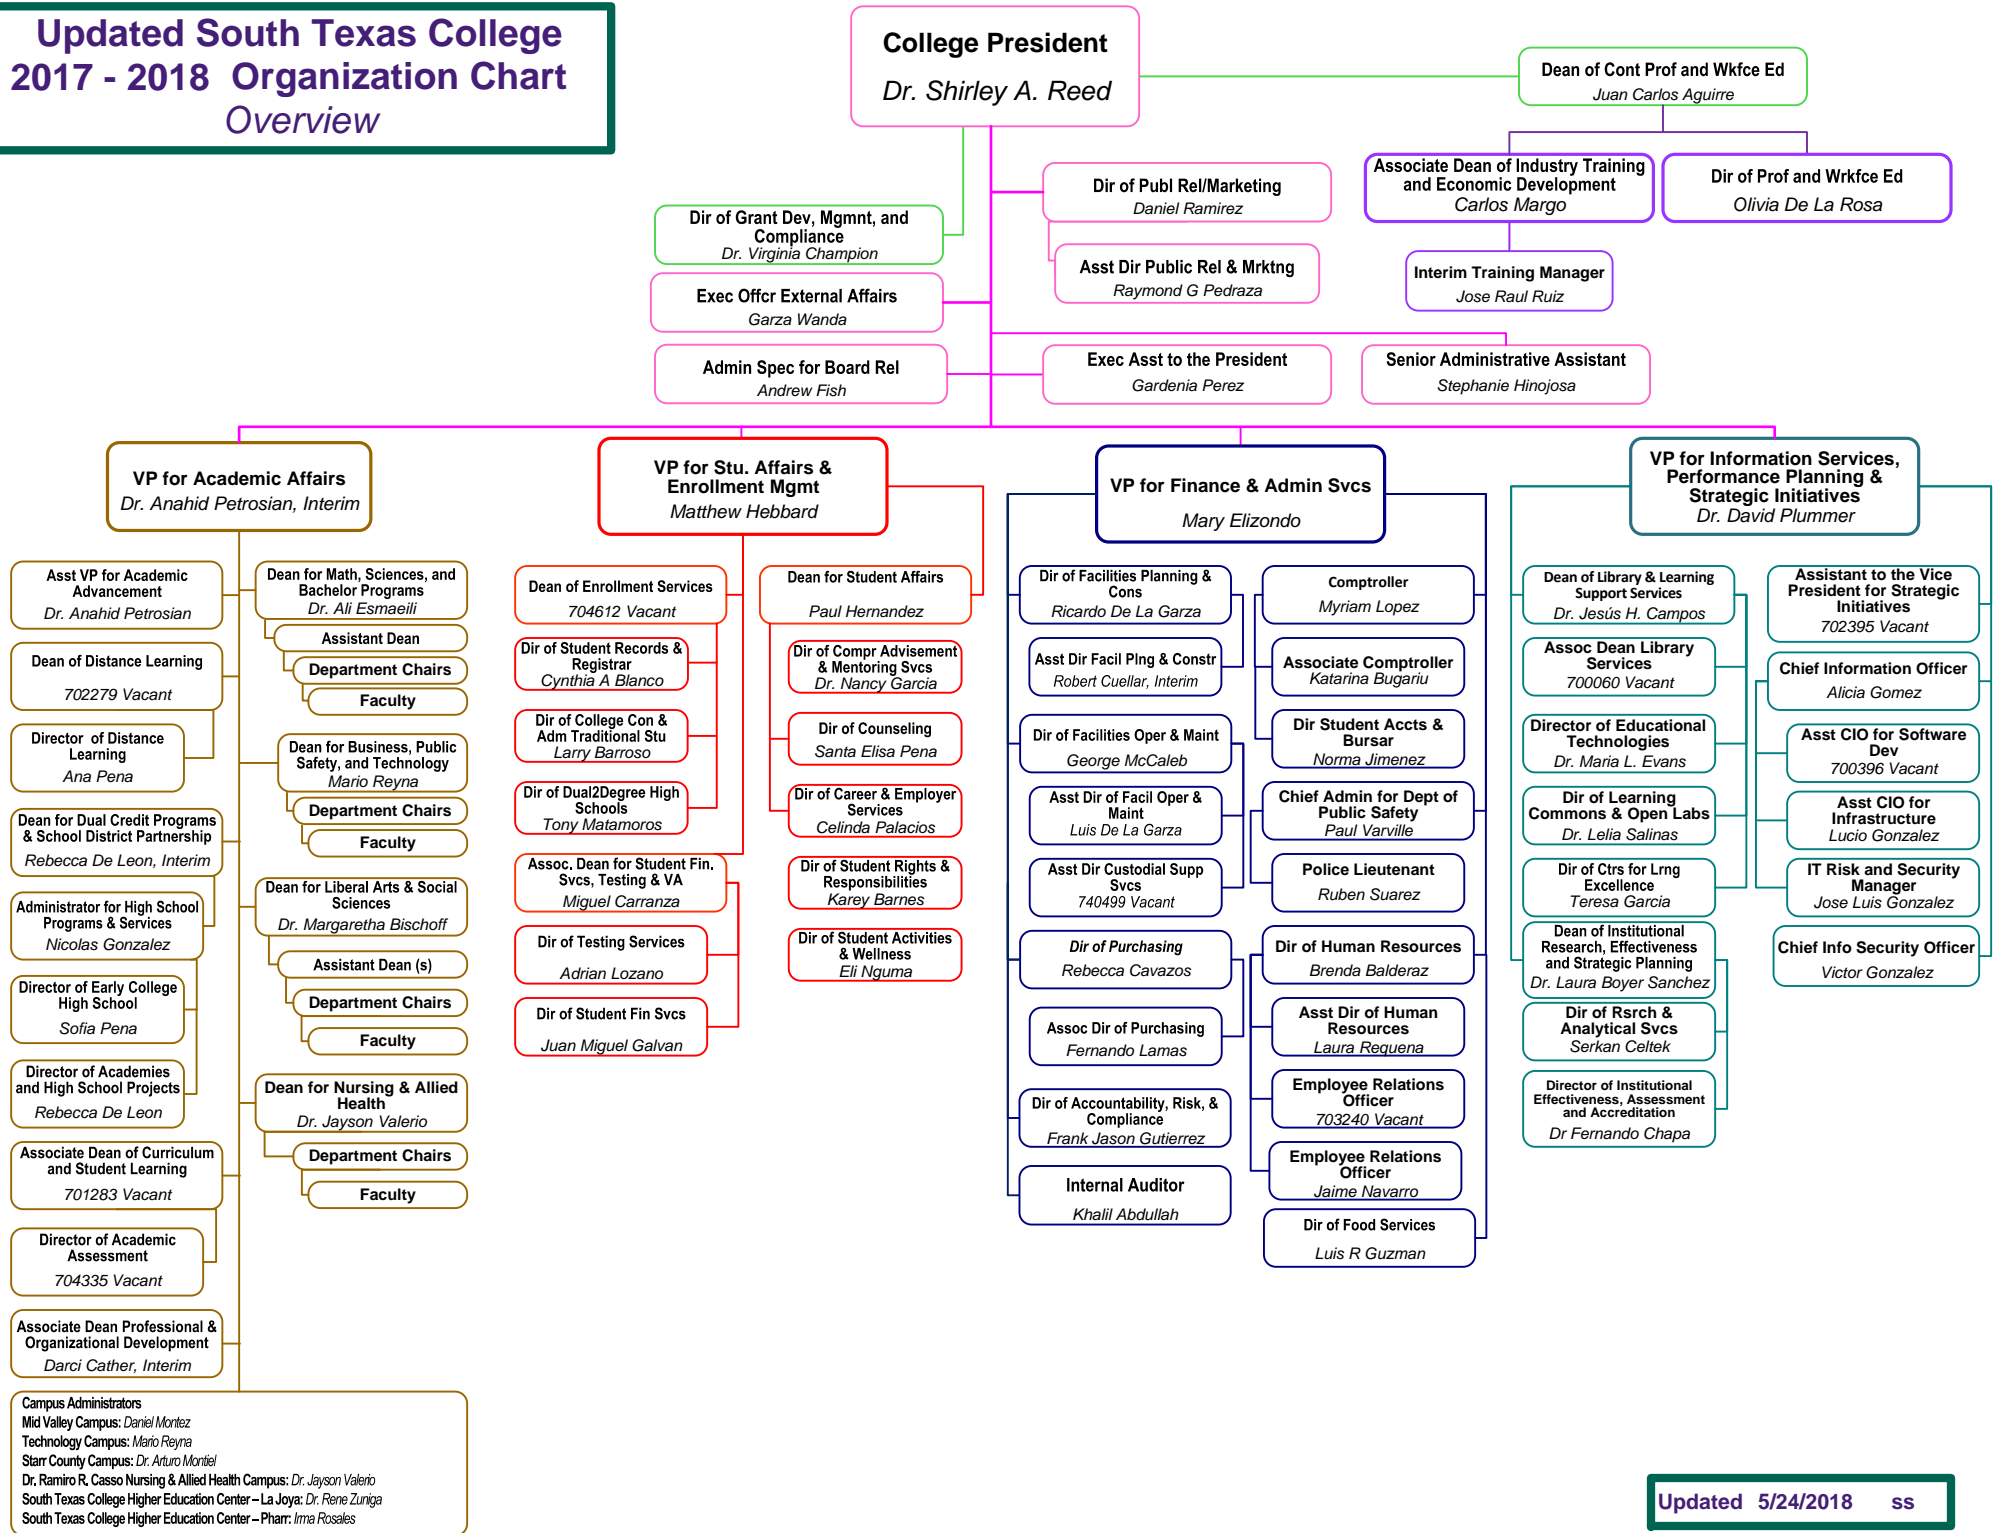 Updated South Texas College
2017 - 2018 Organization Chart
Overview
College President
Dr. Shirley A. Reed
Dean of Cont Prof and Wkfce Ed
Juan Carlos Aguirre
Associate Dean of Industry Training
and Economic Development
Carlos Margo
Dir of Prof and Wrkfce Ed
Olivia De La Rosa
Interim Training Manager
Jose Raul Ruiz
Dir of Publ Rel/Marketing
Daniel Ramirez
Asst Dir Public Rel & Mrktng
Raymond G Pedraza
Dir of Grant Dev, Mgmnt, and
Compliance
Dr. Virginia Champion
Exec Offcr External Affairs
Garza Wanda
Admin Spec for Board Rel
Andrew Fish
Exec Asst to the President
Gardenia Perez
Senior Administrative Assistant
Stephanie Hinojosa
VP for Academic Affairs
Dr. Anahid Petrosian, Interim
Asst VP for Academic
Advancement
Dr. Anahid Petrosian
Dean of Distance Learning
702279 Vacant
Director of Distance
Learning
Ana Pena
Dean for Dual Credit Programs
& School District Partnership
Rebecca De Leon, Interim
Administrator for High School
Programs & Services
Nicolas Gonzalez
Director of Early College
High School
Sofia Pena
Director of Academies
and High School Projects
Rebecca De Leon
Associate Dean of Curriculum
and Student Learning
701283 Vacant
Director of Academic
Assessment
704335 Vacant
Associate Dean Professional &
Organizational Development
Darci Cather, Interim
Dean for Math, Sciences, and
Bachelor Programs
Dr. Ali Esmaeili
Assistant Dean
Department Chairs
Faculty
Dean for Business, Public
Safety, and Technology
Mario Reyna
Department Chairs
Faculty
Dean for Liberal Arts & Social
Sciences
Dr. Margaretha Bischoff
Assistant Dean (s)
Department Chairs
Faculty
Dean for Nursing & Allied
Health
Dr. Jayson Valerio
Department Chairs
Faculty
Campus Administrators
Mid Valley Campus: Daniel Montez
Technology Campus: Mario Reyna
Starr County Campus: Dr. Arturo Montiel
Dr. Ramiro R. Casso Nursing & Allied Health Campus: Dr. Jayson Valerio
South Texas College Higher Education Center – La Joya: Dr. Rene Zuniga
South Texas College Higher Education Center – Pharr: Irma Rosales
VP for Stu. Affairs &
Enrollment Mgmt
Matthew Hebbard
Dean of Enrollment Services
704612 Vacant
Dir of Student Records &
Registrar
Cynthia A Blanco
Dir of College Con &
Adm Traditional Stu
Larry Barroso
Dir of Dual2Degree High
Schools
Tony Matamoros
Assoc. Dean for Student Fin.
Svcs, Testing & VA
Miguel Carranza
Dir of Testing Services
Adrian Lozano
Dir of Student Fin Svcs
Juan Miguel Galvan
Dean for Student Affairs
Paul Hernandez
Dir of Compr Advisement
& Mentoring Svcs
Dr. Nancy Garcia
Dir of Counseling
Santa Elisa Pena
Dir of Career & Employer
Services
Celinda Palacios
Dir of Student Rights &
Responsibilities
Karey Barnes
Dir of Student Activities
& Wellness
Eli Nguma
VP for Finance & Admin Svcs
Mary Elizondo
Dir of Facilities Planning &
Cons
Ricardo De La Garza
Asst Dir Facil Plng & Constr
Robert Cuellar, Interim
Dir of Facilities Oper & Maint
George McCaleb
Asst Dir of Facil Oper &
Maint
Luis De La Garza
Asst Dir Custodial Supp
Svcs
740499 Vacant
Dir of Purchasing
Rebecca Cavazos
Assoc Dir of Purchasing
Fernando Lamas
Dir of Accountability, Risk, &
Compliance
Frank Jason Gutierrez
Internal Auditor
Khalil Abdullah
Comptroller
Myriam Lopez
Associate Comptroller
Katarina Bugariu
Dir Student Accts &
Bursar
Norma Jimenez
Chief Admin for Dept of
Public Safety
Paul Varville
Police Lieutenant
Ruben Suarez
Dir of Human Resources
Brenda Balderaz
Asst Dir of Human
Resources
Laura Requena
Employee Relations
Officer
703240 Vacant
Employee Relations
Officer
Jaime Navarro
Dir of Food Services
Luis R Guzman
VP for Information Services,
Performance Planning &
Strategic Initiatives
Dr. David Plummer
Dean of Library & Learning
Support Services
Dr. Jesús H. Campos
Assoc Dean Library
Services
700060 Vacant
Director of Educational
Technologies
Dr. Maria L. Evans
Dir of Learning
Commons & Open Labs
Dr. Lelia Salinas
Dir of Ctrs for Lrng
Excellence
Teresa Garcia
Dean of Institutional
Research, Effectiveness
and Strategic Planning
Dr. Laura Boyer Sanchez
Dir of Rsrch &
Analytical Svcs
Serkan Celtek
Director of Institutional
Effectiveness, Assessment
and Accreditation
Dr Fernando Chapa
Assistant to the Vice
President for Strategic
Initiatives
702395 Vacant
Chief Information Officer
Alicia Gomez
Asst CIO for Software
Dev
700396 Vacant
Asst CIO for
Infrastructure
Lucio Gonzalez
IT Risk and Security
Manager
Jose Luis Gonzalez
Chief Info Security Officer
Victor Gonzalez
Updated 5/24/2018 ss